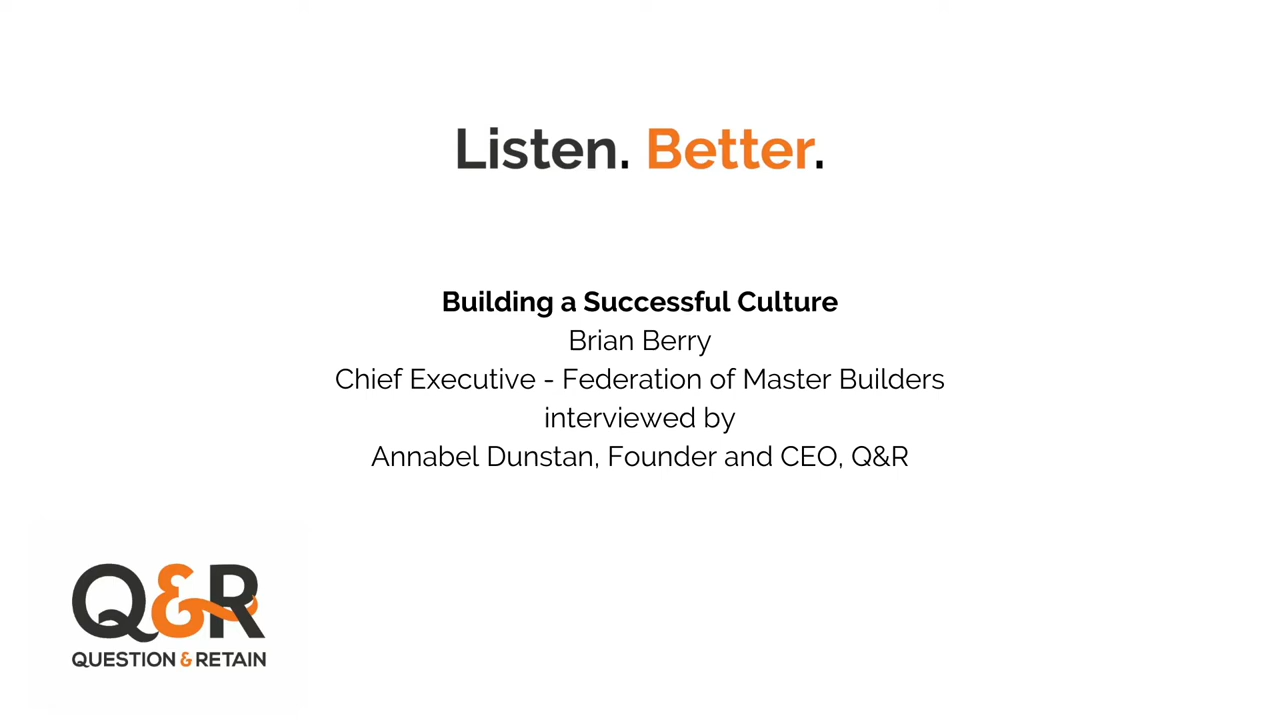 Listen. Better.
Building a Successful Culture
Brian Berry
Chief Executive - Federation of Master Builders
interviewed by
Annabel Dunstan, Founder and CEO, Q&R
Q&R
QUESTION & RETAIN